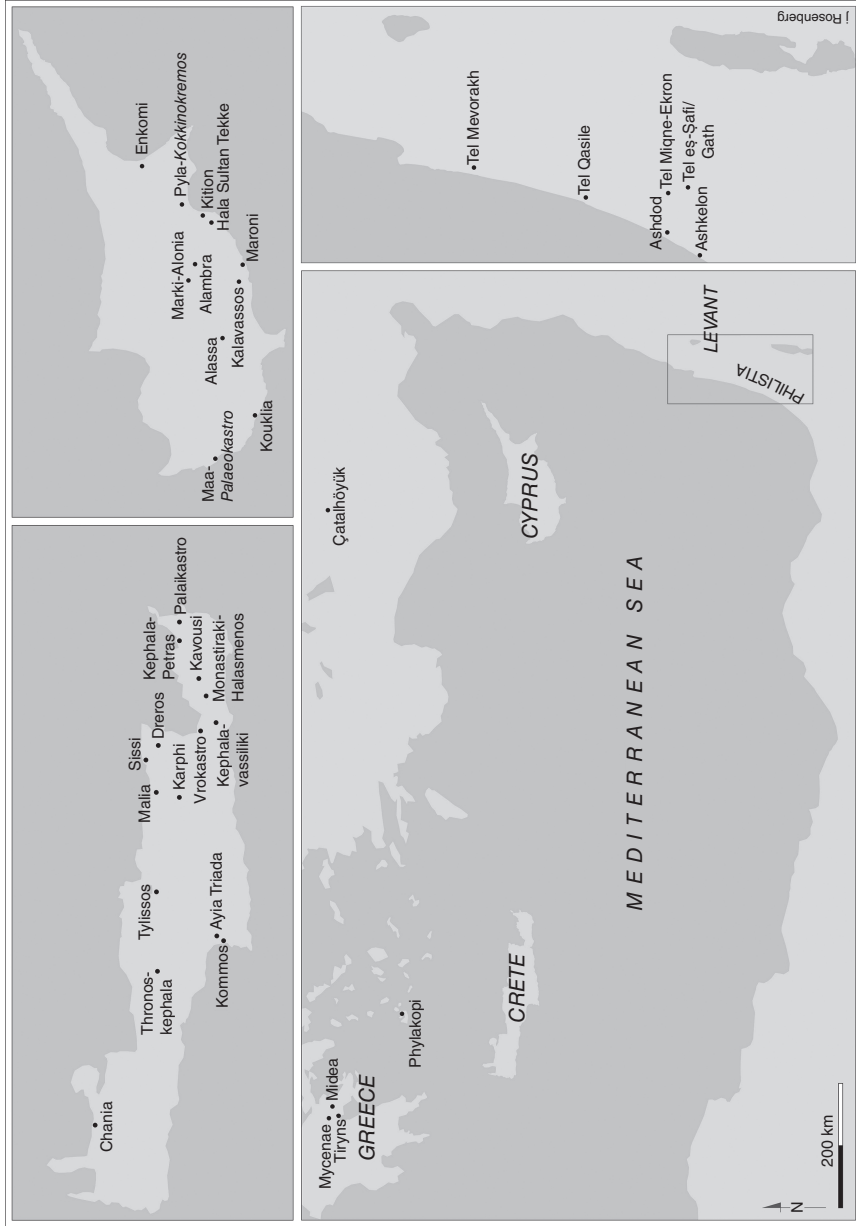 Chania
Thronos-
kephala
Tylissos
Kommos
Ayia Triada
Malia
Sissi
Dreros
Karphi
Vrokastro
Kephala-
vassiliki
Kephala-
Petras
Palaikastro
Kavousi
Monastiraki-
Halasmenos
Maa-
Palaeokastro
Kouklia
Alassa
Kalavassos
Maroni
Marki-Alonia
Alambra
Enkomi
Pyla-Kokkinokremos
Kition
Hala Sultan Tekke
Mycenae
Tiryns
Midea
GREECE
Phylakopi
CRETE
Çatalhöyük
CYPRUS
MEDITERRANEAN SEA
LEVANT
PHILISTIA
N
200 km
Tel Mevorakh
Tel Qasile
Ashdod
Tel Miqne-Ekron
Tel eṣ-Ṣafi/
Gath
Ashkelon
j Rosenberg